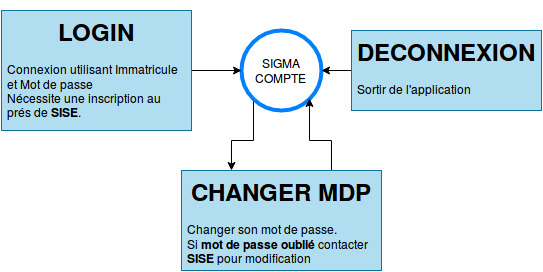 LOGIN
Connexion utilisant Immatricule
et Mot de passe
Nécessite une inscription au
prés de SISE.
SIGMA
COMPTE
DECONNEXION
Sortir de l'application
CHANGER MDP
Changer son mot de passe.
Si mot de passe oublié contacter
SISE pour modification